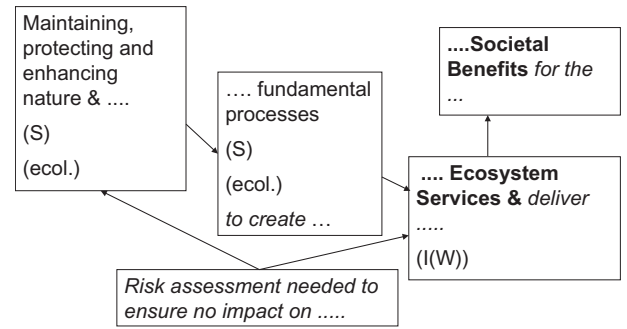 Maintaining,
protecting and
enhancing
nature & ....
(S)
(ecol.)
.... fundamental
processes
(S)
(ecol.)
to create ...
....Societal
Benefits for the
...
.... Ecosystem
Services & deliver
.....
(I(W))
Risk assessment needed to
ensure no impact on .....